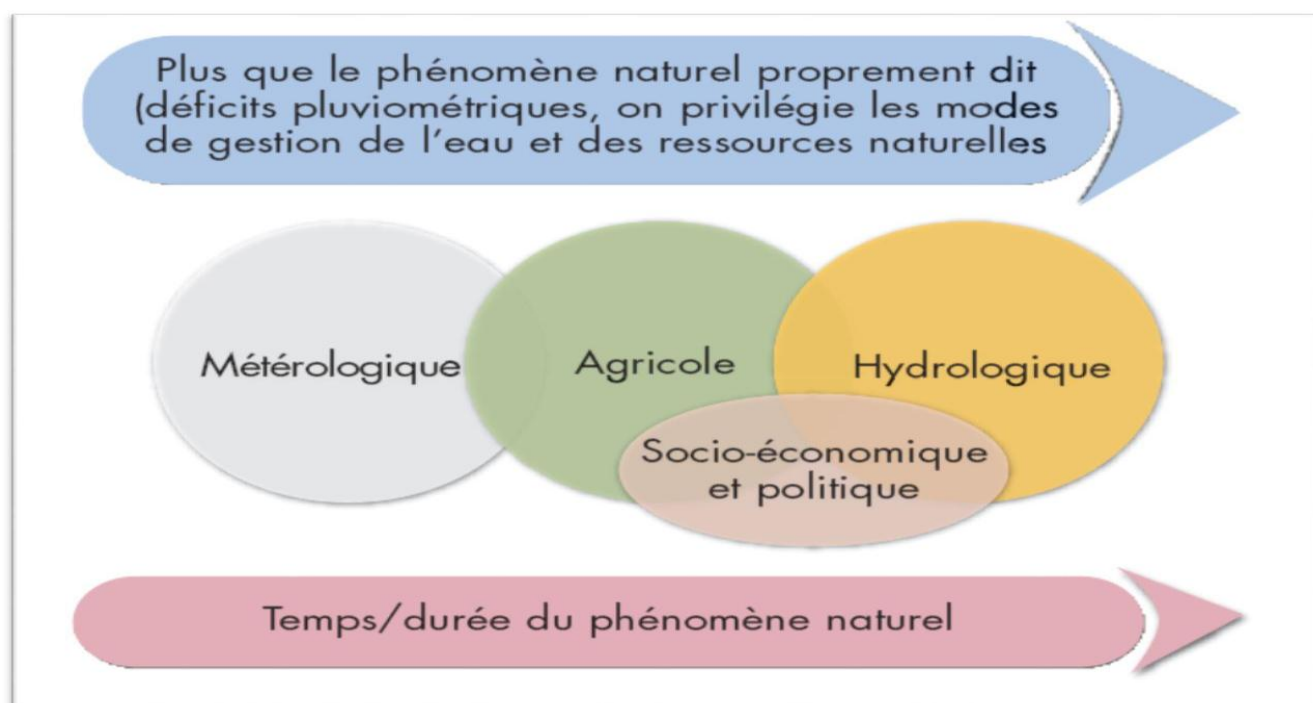 Plus que le phénomène naturel proprement dit
(déficits pluviométriques, on privilégie les modes
de gestion de l'eau et des ressources naturelles
Métérologique
Agricole
Hydrologique
Socio-économique
et politique
Temps/durée du phénomène naturel